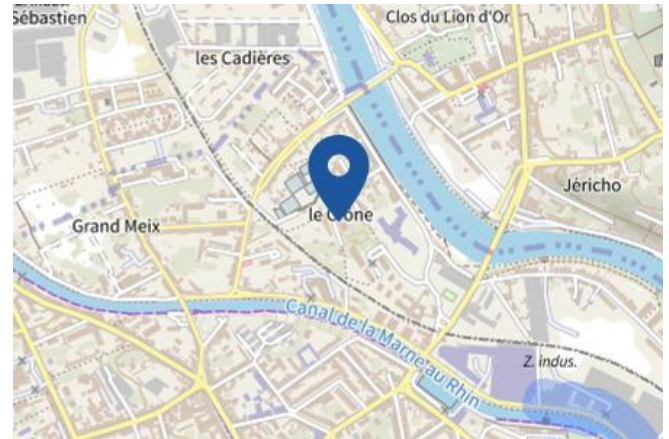 Sébastien
Clos du Lion d'Or
les Cadières
Jéricho
Grand Meix
Canal de la Marne au Rhin
Z. indus.